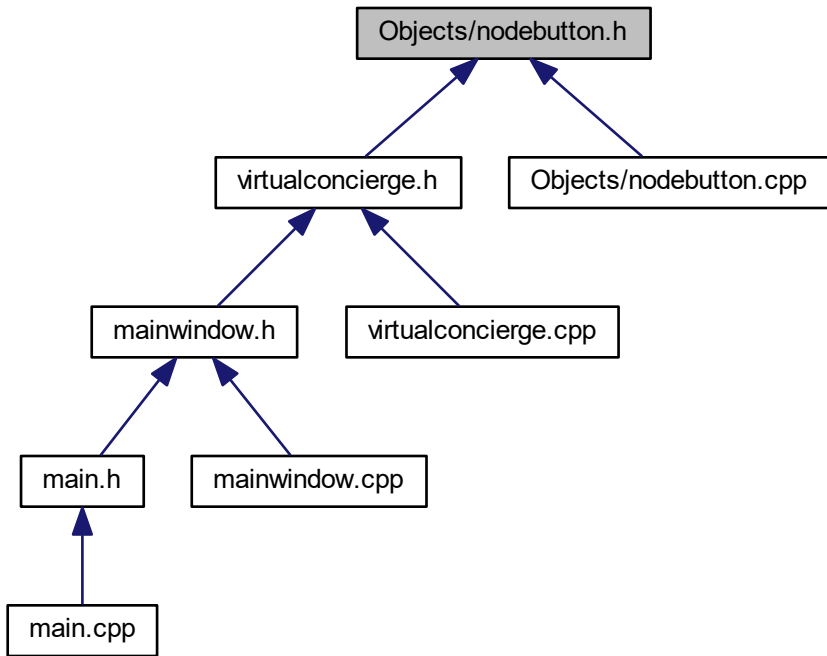 Objects/nodebutton.h
virtualconcierge.h
Objects/nodebutton.cpp
mainwindow.h
virtualconcierge.cpp
main.h
mainwindow.cpp
main.cpp